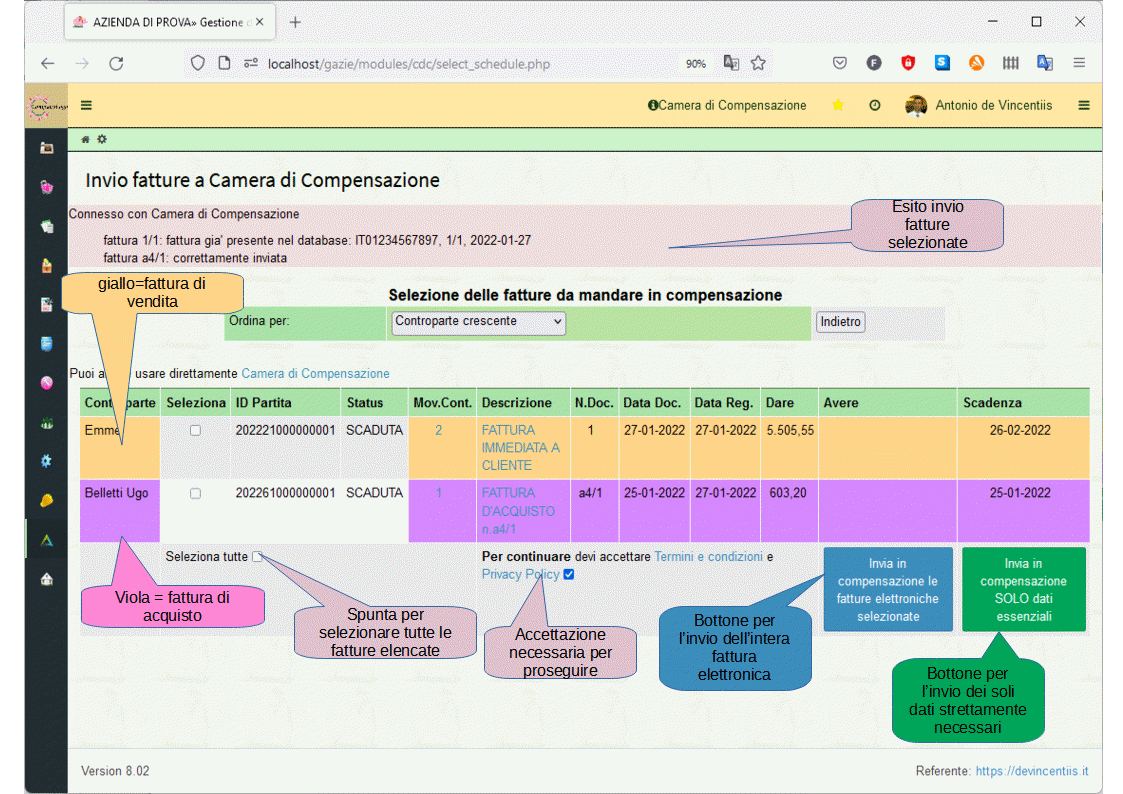 AZIENDA DI PROVA» Gestione
localhost/gazie/modules/cdc/select_schedule.php
90%
Camera di Compensazione
Antonio de Vincentiis
Invio fatture a Camera di Compensazione
Connesso con Camera di Compensazione
fattura 1/1: fattura gia' presente nel database: IT01234567897, 1/1, 2022-01-27
fattura a4/1: correttamente inviata
Esito invio
fatture
selezionate
giallo=fattura di
vendita
Selezione delle fatture da mandare in compensazione
Ordina per:
Controparte crescente
Indietro
Puoi a usare direttamente Camera di Compensazione
Cont parte Seleziona ID Partita Status Mov.Cont. Descrizione N.Doc. Data Doc. Data Reg. Dare Avere Scadenza
Emme 202221000000001 SCADUTA 2 FATTURA 1 27-01-2022 27-01-2022 5.505,55 26-02-2022
IMMEDIATA A
CLIENTE
Belletti Ugo 202261000000001 SCADUTA 1 FATTURA a4/1 25-01-2022 27-01-2022 603,20 25-01-2022
D'ACQUISTO
n.a4/1
Seleziona tutte
Per continuare devi accettare Termini e condizioni e
Privacy Policy
Invia in
compensazione le
fatture elettroniche
selezionate
Invia in
compensazione
SOLO dati
essenziali
Viola = fattura di
acquisto
Spunta per
selezionare tutte le
fatture elencate
Accettazione
necessaria per
proseguire
Bottone per
l'invio dell'intera
fattura
elettronica
Bottone per
l'invio dei soli
dati strettamente
necessari
Version 8.02
Referente: https://devincentiis.it